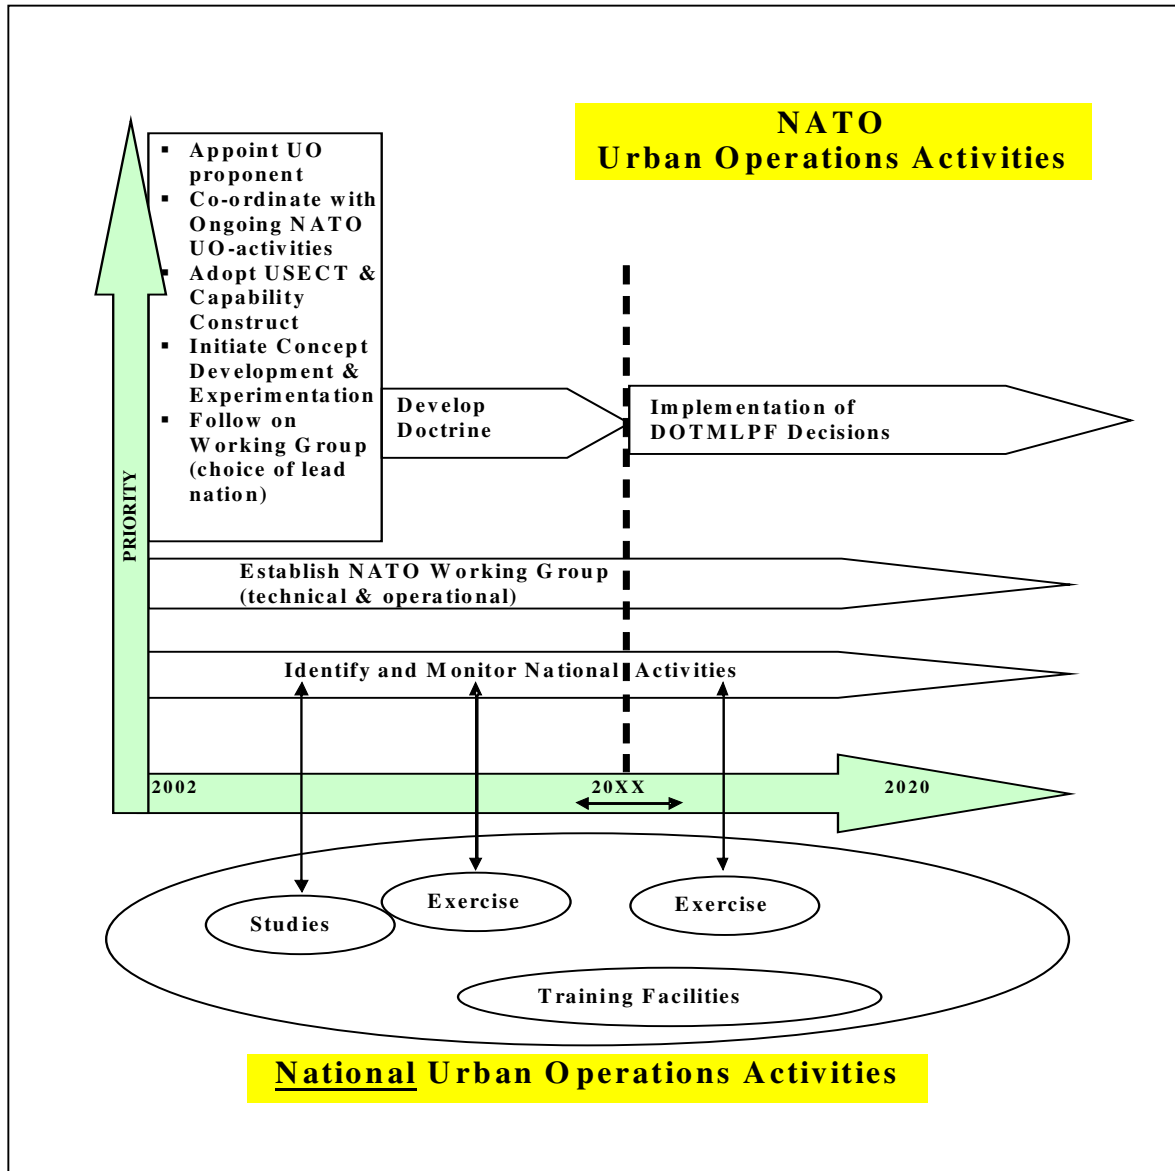 NATO
Urban Operations Activities
▪ Appoint UO
proponent
▪ Co-ordinate with
Ongoing NATO
UO-activities
▪ Adopt USECT &
Capability
Construct
▪ Initiate Concept
Development &
Experimentation
▪ Follow on
Working Group
(choice of lead
nation)
Develop
Doctrine
Implementation of
DOTMLPF Decisions
PRIORITY
Establish NATO Working Group
(technical & operational)
Identify and Monitor National Activities
2002
20XX
2020
Studies
Exercise
Exercise
Training Facilities
National Urban Operations Activities